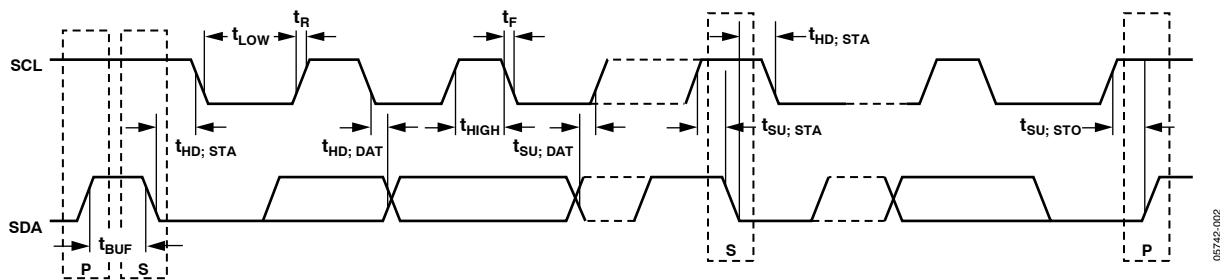 tR
tF
tLOW
tHD; STA
SCL
tHD; STA
tHD; DAT
tHIGH
tSU; DAT
tSU; STA
tSU; STO
SDA
tBUF
P
S
S
P
05742-002